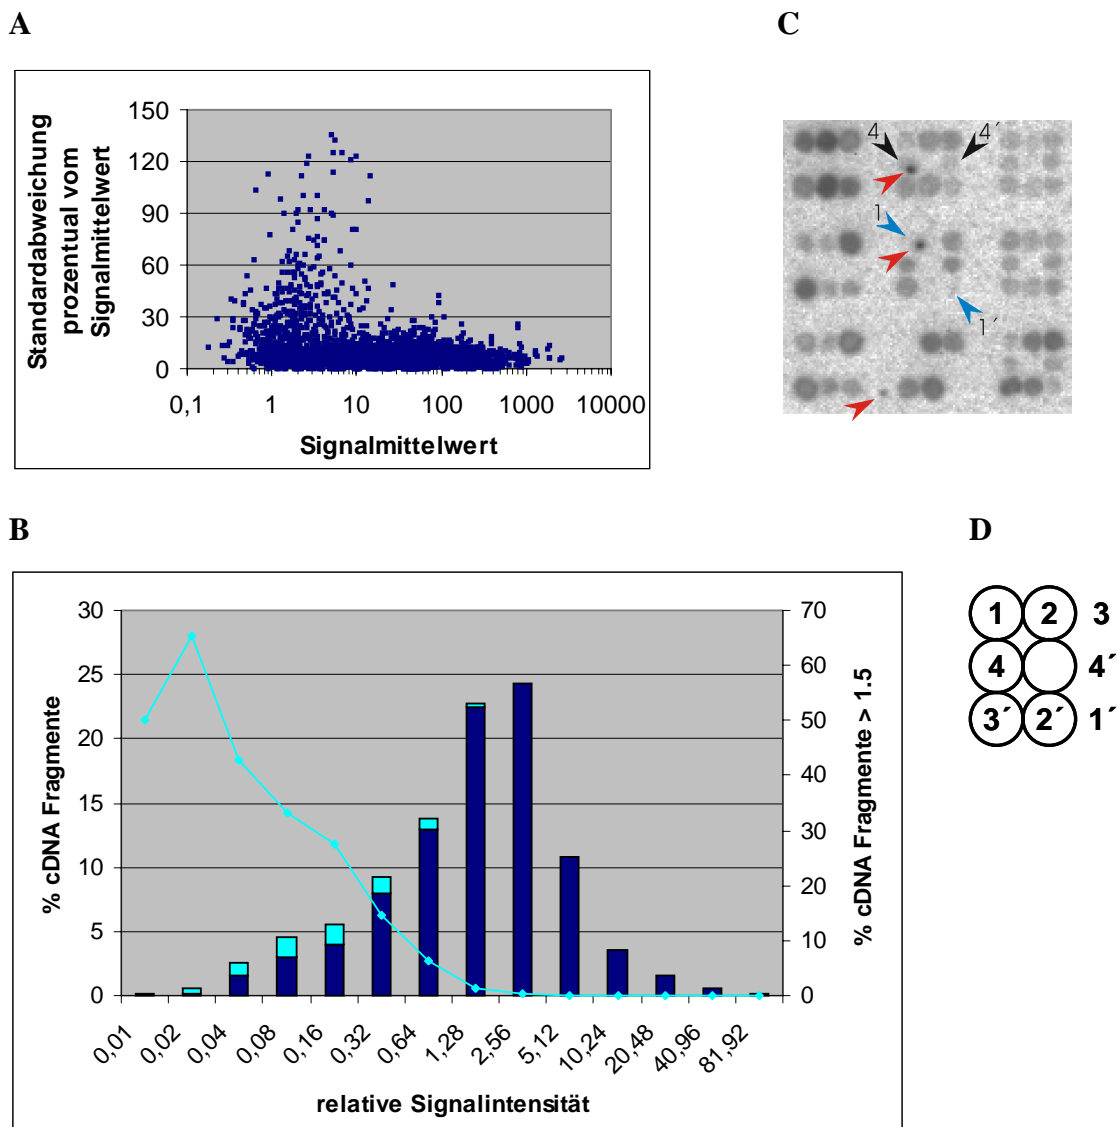 A
C
Standardabweichung
prozentual vom
Signalmittelwert
150
120
90
60
30
0
0,1 1 10 100 1000 10000
Signalmittelwert
4 4´
1
1´
B
D
% cDNA Fragmente
30
25
20
15
10
5
0
70
60
50
40
30
20
10
0
% cDNA Fragmente > 1.5
0,01 0,02 0,04 0,08 0,16 0,32 0,64 1,28 2,56 5,12 10,24 20,48 40,96 81,92
relative Signalintensität
1 2 3
4 4´
3´ 2´ 1´